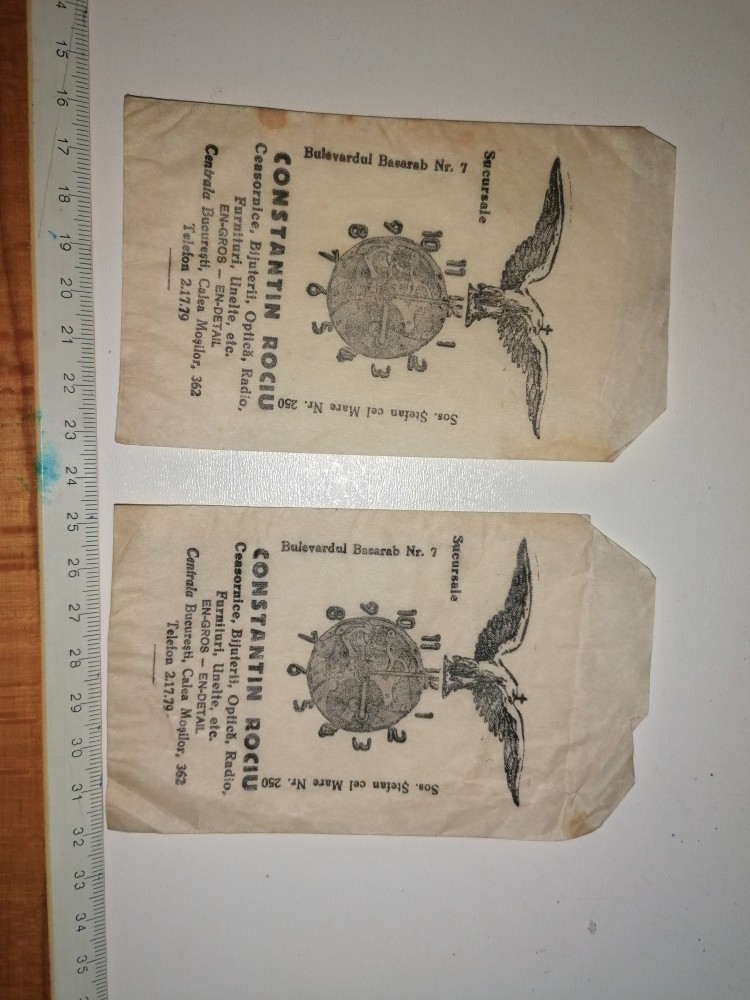 14
15
16
17
18
19
20
21
22
23
24
25
26
27
28
29
30
31
32
33
34
35
Sucursale
Bulevardul Basarab Nr. 7
Sos. Ștefan cel Mare Nr. 250
12
1
2
3
4
5
6
7
8
9
10
11
CONSTANTIN ROCIU
Ceasornice, Bijuterii, Optică, Radio,
Furnituri, Unelte, etc.
EN-GROS — EN-DETAIL
Centrala București, Calea Moșilor, 362
Telefon 2.17.79
Sucursale
Bulevardul Basarab Nr. 7
Sos. Ștefan cel Mare Nr. 250
12
1
2
3
4
5
6
7
8
9
10
11
CONSTANTIN ROCIU
Ceasornice, Bijuterii, Optică, Radio,
Furnituri, Unelte, etc.
EN-GROS — EN-DETAIL
Centrala București, Calea Moșilor, 362
Telefon 2.17.79